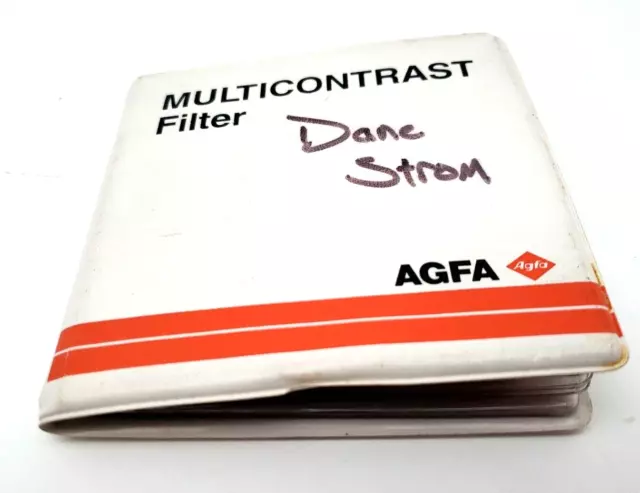 MULTICONTRAST
Filter
Dane
Strom
AGFA Agfa